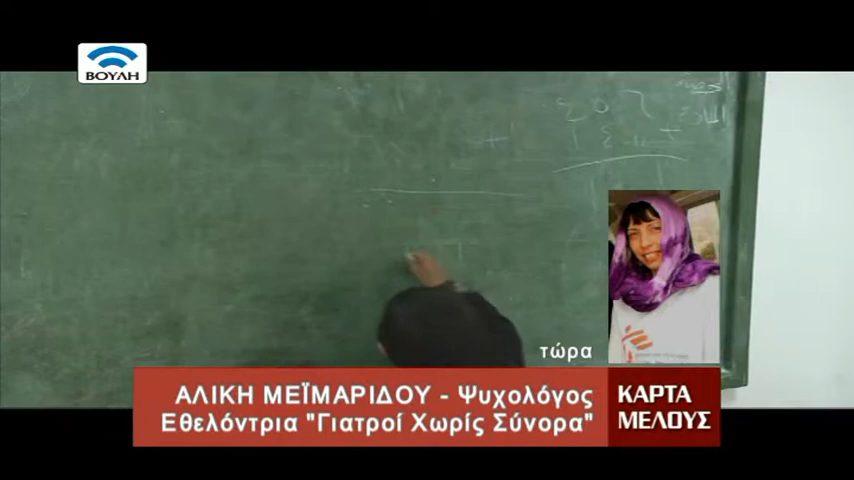 ΒΟΥΛΗ
τώρα
ΑΛΙΚΗ ΜΕΪΜΑΡΙΔΟΥ - Ψυχολόγος
Εθελόντρια "Γιατροί Χωρίς Σύνορα"
ΚΑΡΤΑ
ΜΕΛΟΥΣ